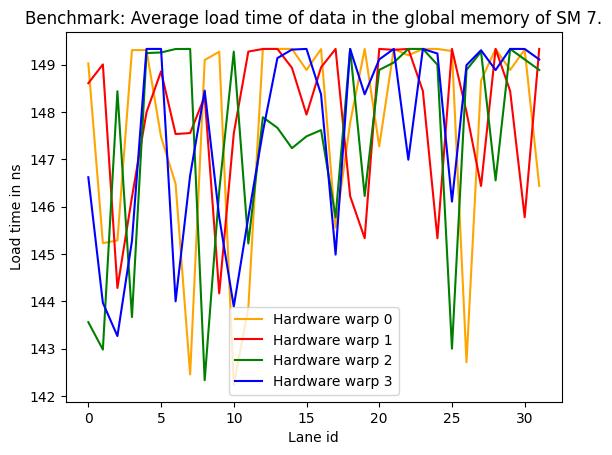 Benchmark: Average load time of data in the global memory of SM 7.
Load time in ns
149
148
147
146
145
144
143
142
Hardware warp 0
Hardware warp 1
Hardware warp 2
Hardware warp 3
0 5 10 15 20 25 30
Lane id